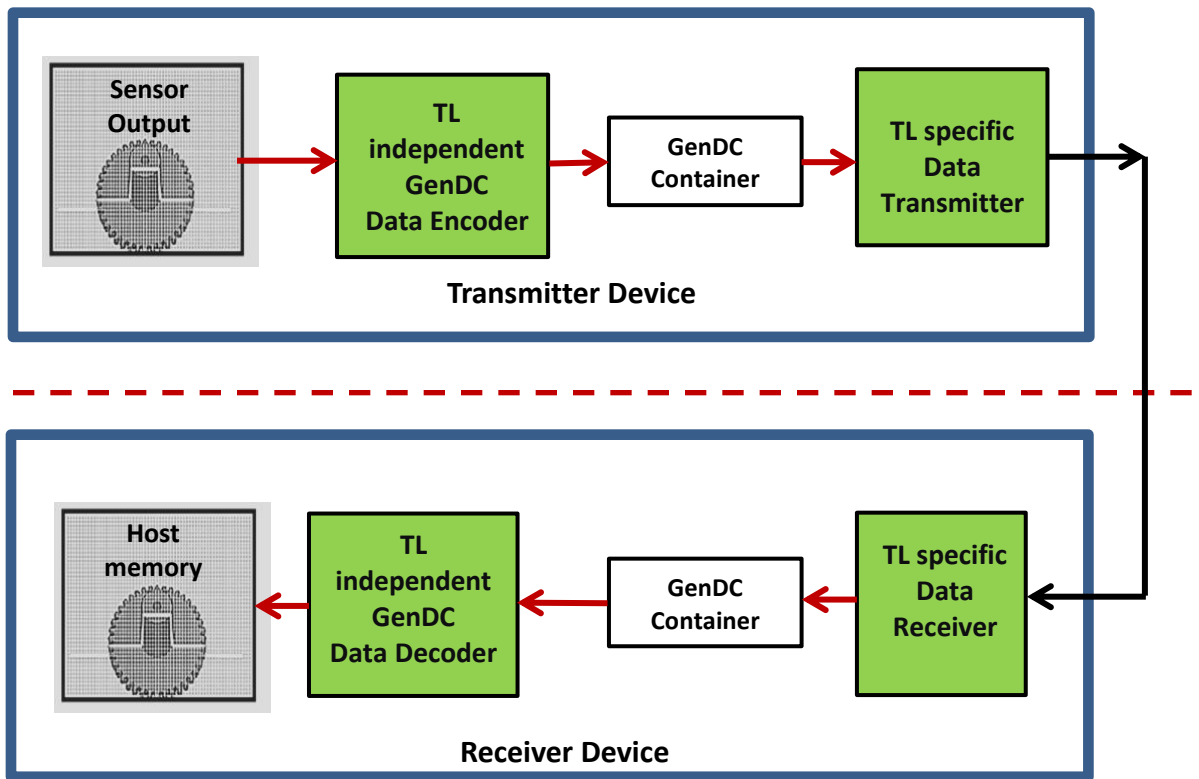 Sensor
Output
TL
independent
GenDC
Data Encoder
GenDC
Container
TL specific
Data
Transmitter
Transmitter Device
Host
memory
TL
independent
GenDC
Data Decoder
GenDC
Container
TL specific
Data
Receiver
Receiver Device